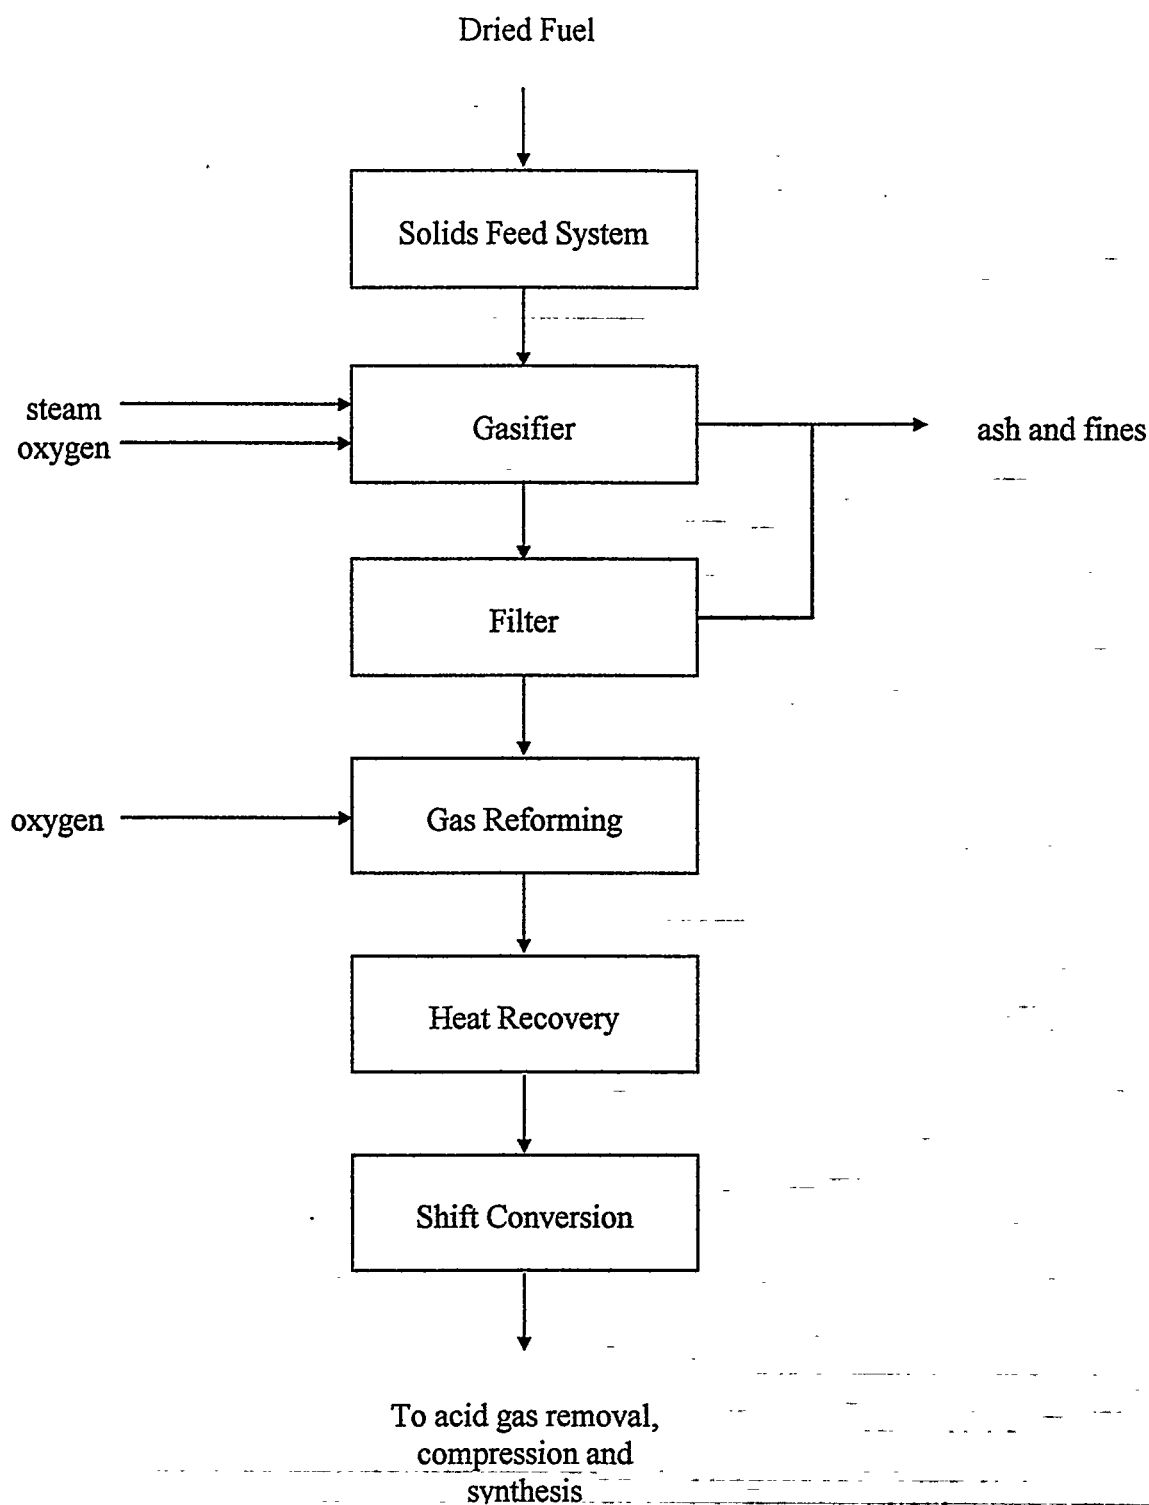 Dried Fuel
Solids Feed System
steam
oxygen
Gasifier
ash and fines
Filter
oxygen
Gas Reforming
Heat Recovery
Shift Conversion
To acid gas removal,
compression and
synthesis